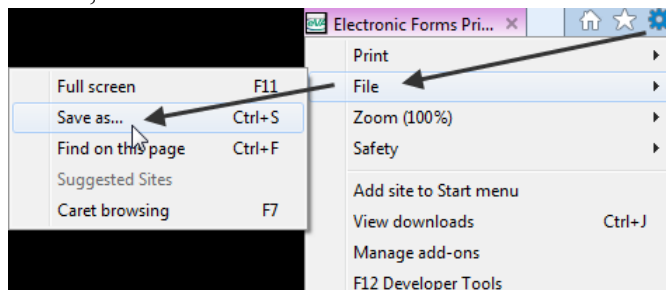 eVA Electronic Forms Pri...
Print
File
Zoom (100%)
Safety
Add site to Start menu
View downloads Ctrl+J
Manage add-ons
F12 Developer Tools
Full screen F11
Save as... Ctrl+S
Find on this page Ctrl+F
Suggested Sites
Caret browsing F7